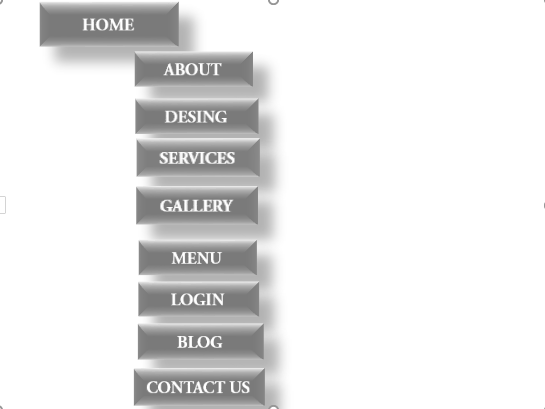 HOME
ABOUT
DESING
SERVICES
GALLERY
MENU
LOGIN
BLOG
CONTACT US